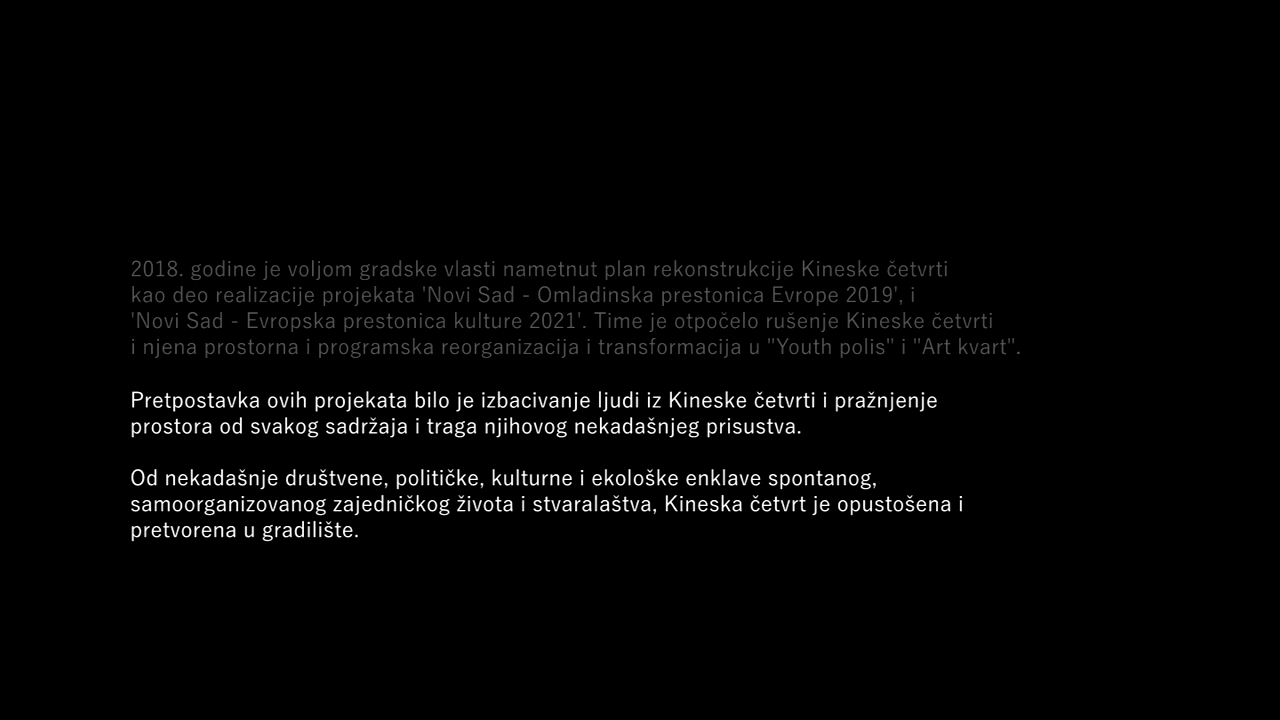 2018. godine je voljom gradske vlasti nametnut plan rekonstrukcije Kineske četvrti
kao deo realizacije projekata 'Novi Sad - Omladinska prestonica Evrope 2019', i
'Novi Sad - Evropska prestonica kulture 2021'. Time je otpočelo rušenje Kineske četvrti
i njena prostorna i programska reorganizacija i transformacija u "Youth polis" i "Art kvart".
Pretpostavka ovih projekata bilo je izbacivanje ljudi iz Kineske četvrti i pražnjenje
prostora od svakog sadržaja i traga njihovog nekadašnjeg prisustva.
Od nekadašnje društvene, političke, kulturne i ekološke enklave spontanog,
samoorganizovanog zajedničkog života i stvaralaštva, Kineska četvrt je opustošena i
pretvorena u gradilište.